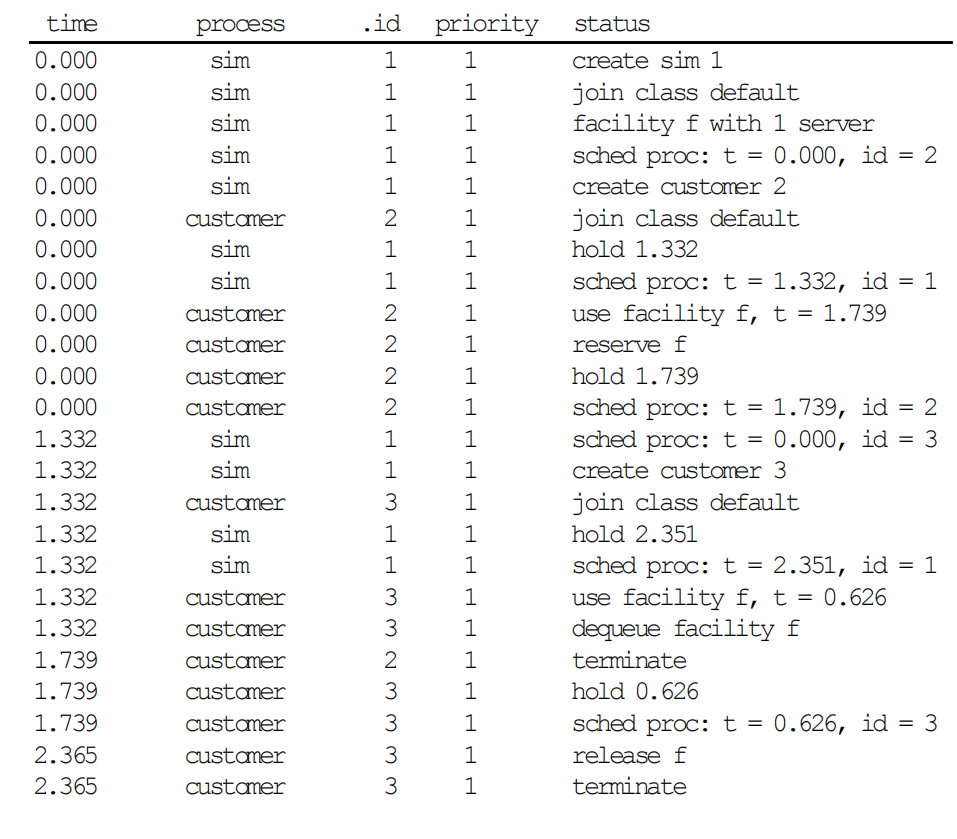 time process .id priority status
0.000 sim 1 1 create sim 1
0.000 sim 1 1 join class default
0.000 sim 1 1 facility f with 1 server
0.000 sim 1 1 sched proc: t = 0.000, id = 2
0.000 sim 1 1 create customer 2
0.000 customer 2 1 join class default
0.000 sim 1 1 hold 1.332
0.000 sim 1 1 sched proc: t = 1.332, id = 1
0.000 customer 2 1 use facility f, t = 1.739
0.000 customer 2 1 reserve f
0.000 customer 2 1 hold 1.739
0.000 customer 2 1 sched proc: t = 1.739, id = 2
1.332 sim 1 1 sched proc: t = 0.000, id = 3
1.332 sim 1 1 create customer 3
1.332 customer 3 1 join class default
1.332 sim 1 1 hold 2.351
1.332 sim 1 1 sched proc: t = 2.351, id = 1
1.332 customer 3 1 use facility f, t = 0.626
1.332 customer 3 1 dequeue facility f
1.739 customer 2 1 terminate
1.739 customer 3 1 hold 0.626
1.739 customer 3 1 sched proc: t = 0.626, id = 3
2.365 customer 3 1 release f
2.365 customer 3 1 terminate